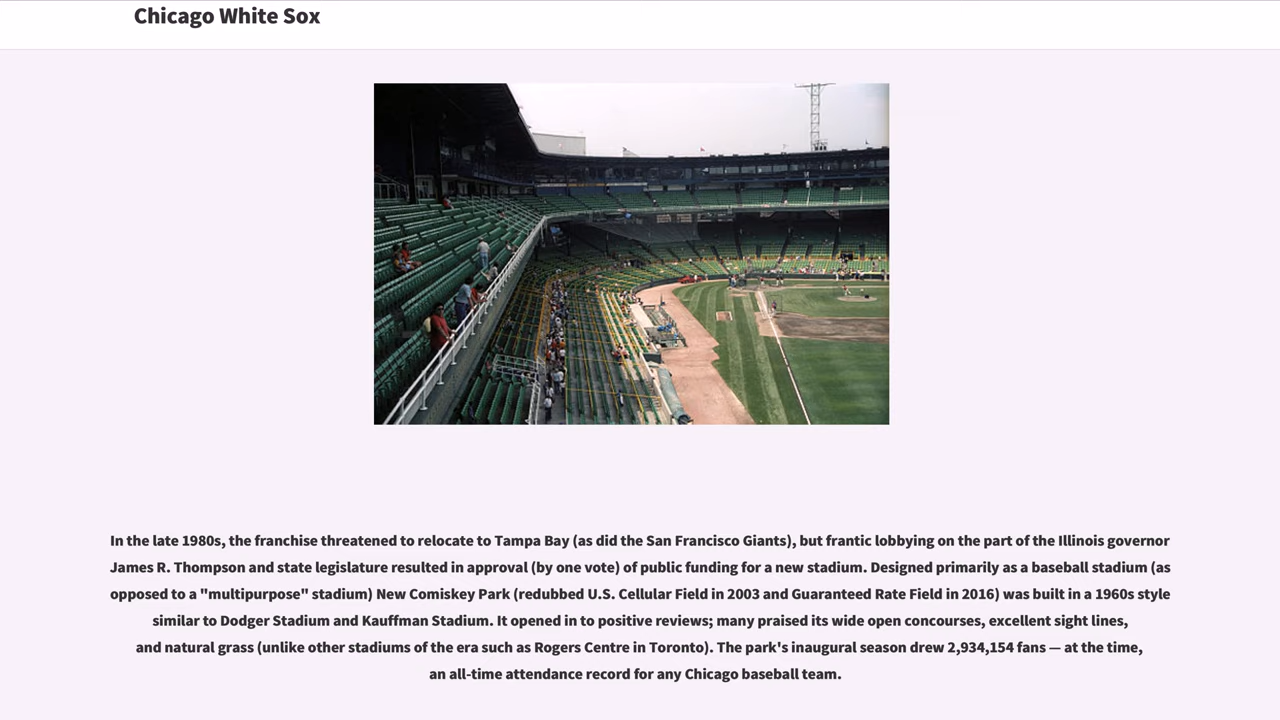 Chicago White Sox
In the late 1980s, the franchise threatened to relocate to Tampa Bay (as did the San Francisco Giants), but frantic lobbying on the part of the Illinois governor
James R. Thompson and state legislature resulted in approval (by one vote) of public funding for a new stadium. Designed primarily as a baseball stadium (as
opposed to a "multipurpose" stadium) New Comiskey Park (redubbed U.S. Cellular Field in 2003 and Guaranteed Rate Field in 2016) was built in a 1960s style
similar to Dodger Stadium and Kauffman Stadium. It opened in to positive reviews; many praised its wide open concourses, excellent sight lines,
and natural grass (unlike other stadiums of the era such as Rogers Centre in Toronto). The park's inaugural season drew 2,934,154 fans — at the time,
an all-time attendance record for any Chicago baseball team.